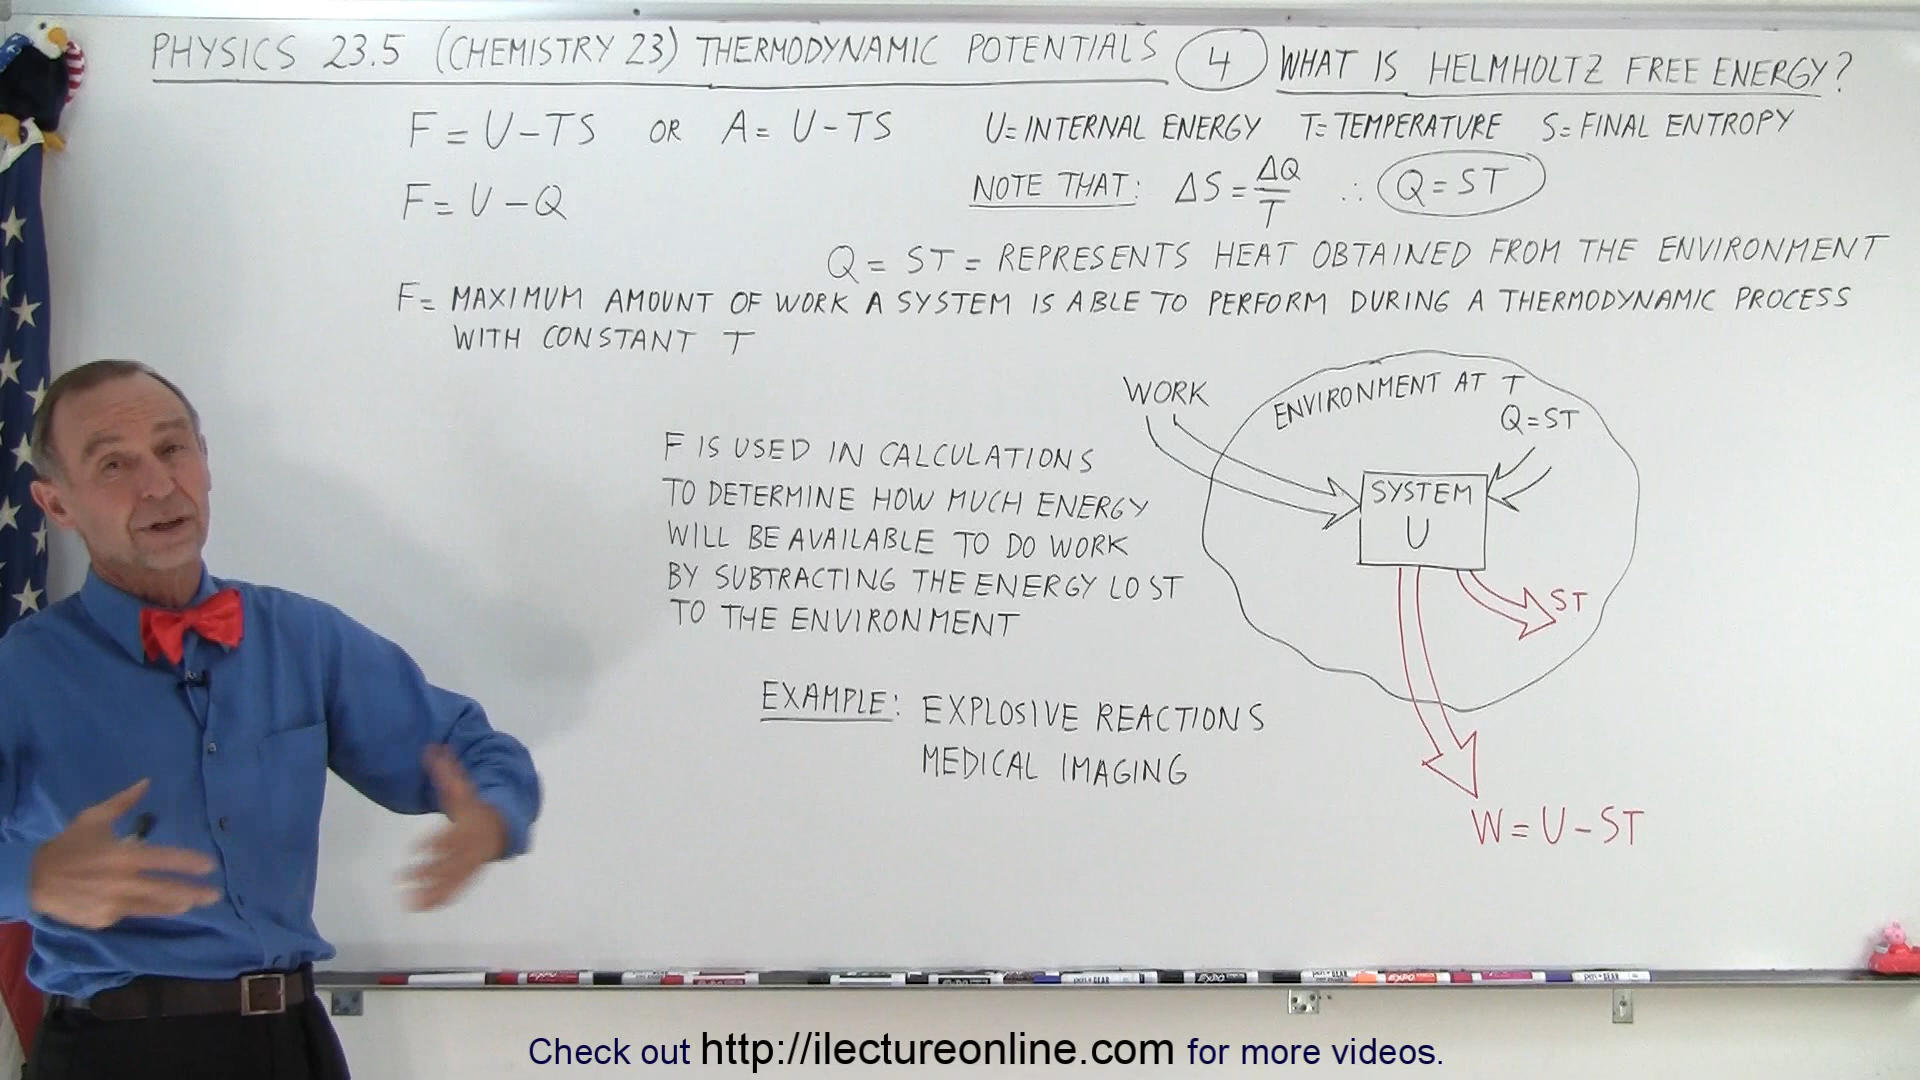 PHYSICS 23.5 (CHEMISTRY 23) THERMODYNAMIC POTENTIALS 4 WHAT IS HELMHOLTZ FREE ENERGY?
F = U-TS OR A = U-TS U=INTERNAL ENERGY T=TEMPERATURE S=FINAL ENTROPY
F = U-Q NOTE THAT: ΔS = ΔQ/T ∴ Q=ST
Q = ST = REPRESENTS HEAT OBTAINED FROM THE ENVIRONMENT
F= MAXIMUM AMOUNT OF WORK A SYSTEM IS ABLE TO PERFORM DURING A THERMODYNAMIC PROCESS
WITH CONSTANT T
WORK
ENVIRONMENT AT T
Q=ST
F IS USED IN CALCULATIONS
TO DETERMINE HOW MUCH ENERGY
WILL BE AVAILABLE TO DO WORK
BY SUBTRACTING THE ENERGY LOST
TO THE ENVIRONMENT
SYSTEM
U
ST
EXAMPLE: EXPLOSIVE REACTIONS
MEDICAL IMAGING
W = U-ST
EXPO
Check out http://ilectureonline.com for more videos.